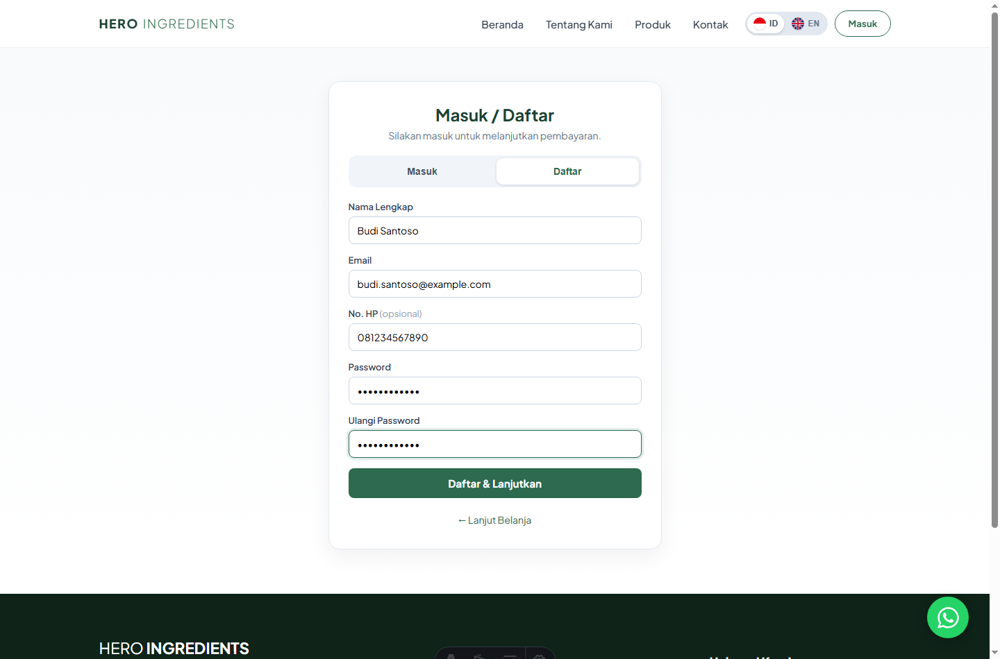 HERO INGREDIENTS
Beranda
Tentang Kami
Produk
Kontak
ID
EN
Masuk
Masuk / Daftar
Silakan masuk untuk melanjutkan pembayaran.
Masuk
Daftar
Nama Lengkap
Budi Santoso
Email
budi.santoso@example.com
No. HP (opsional)
081234567890
Password
••••••••••••
Ulangi Password
••••••••••••
Daftar & Lanjutkan
← Lanjut Belanja
HERO INGREDIENTS